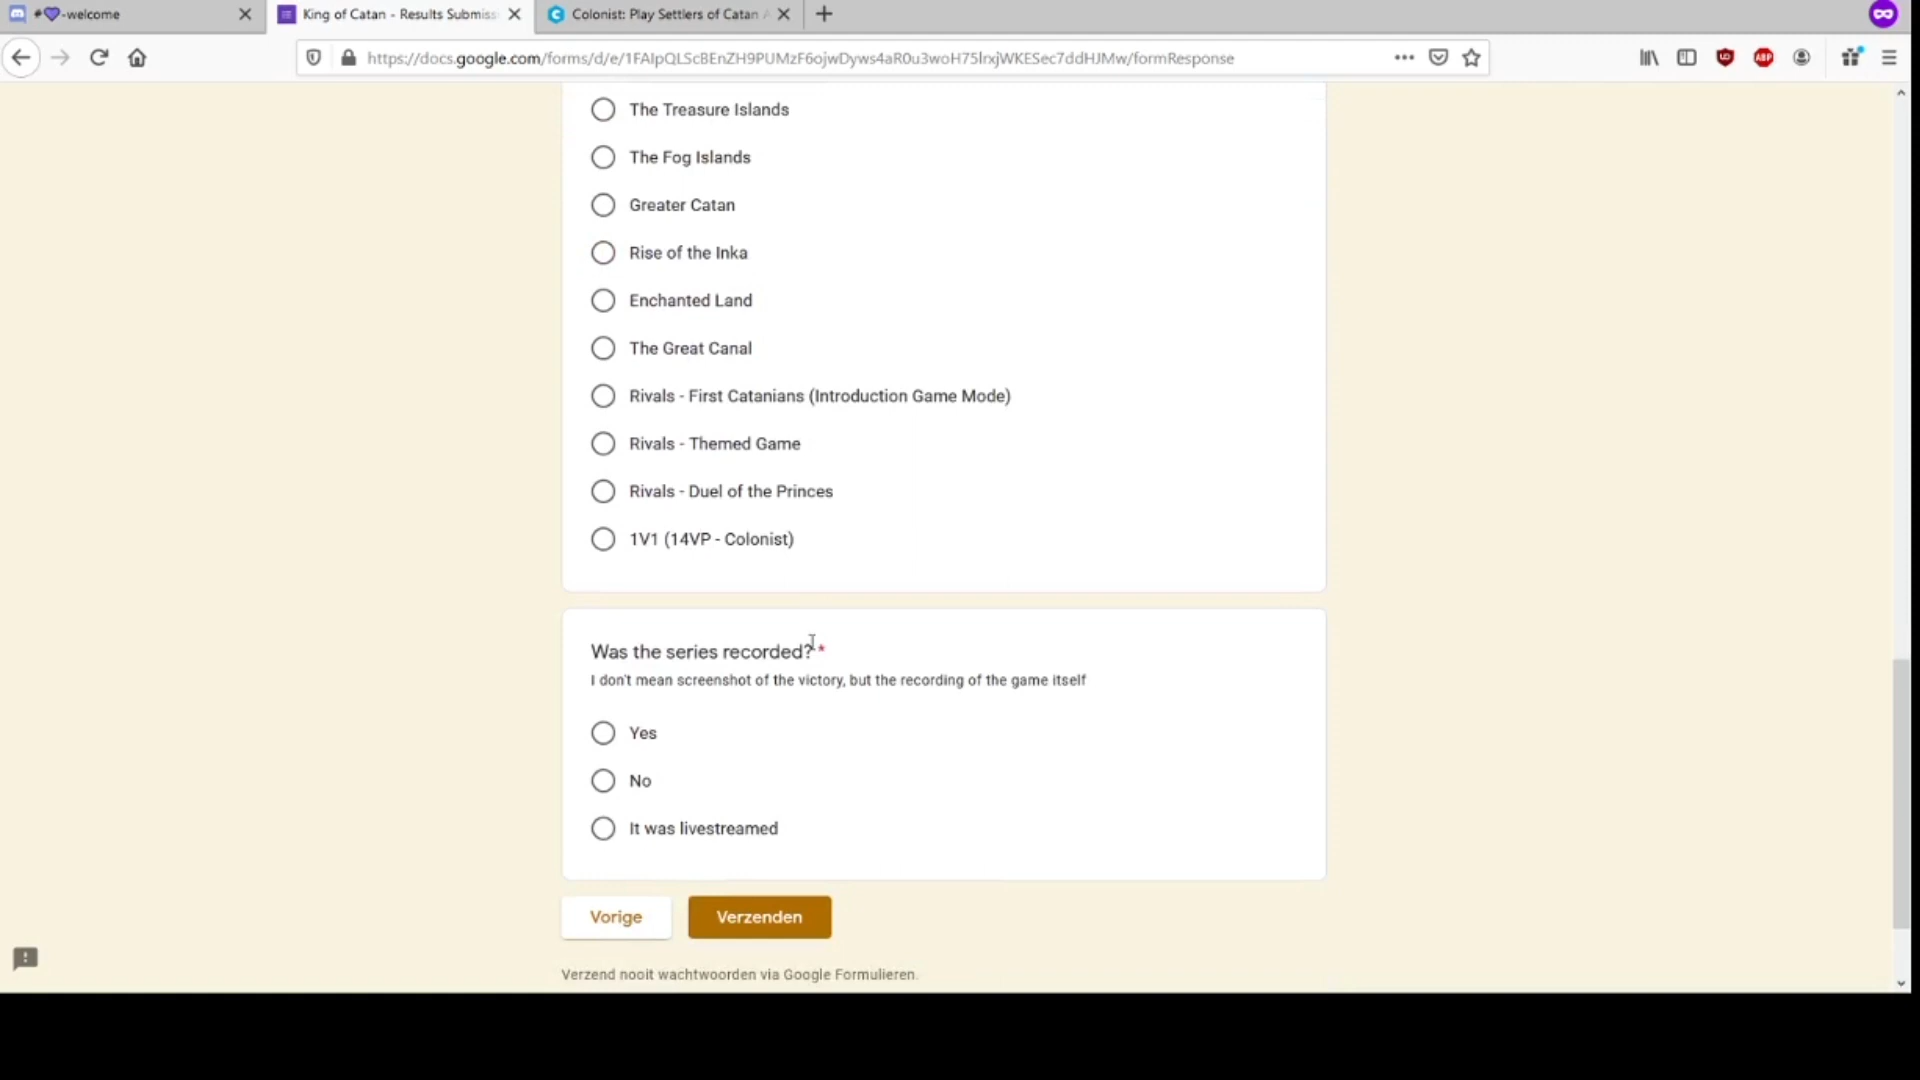 #💜-welcome
King of Catan - Results Submiss
Colonist: Play Settlers of Catan A
https://docs.google.com/forms/d/e/1FAIpQLScBEnZH9PUMzF6ojwDyws4aR0u3woH75lrxjWKESec7ddHJMw/formResponse
ABP
The Treasure Islands
The Fog Islands
Greater Catan
Rise of the Inka
Enchanted Land
The Great Canal
Rivals - First Catanians (Introduction Game Mode)
Rivals - Themed Game
Rivals - Duel of the Princes
1V1 (14VP - Colonist)
Was the series recorded? *
I don't mean screenshot of the victory, but the recording of the game itself
Yes
No
It was livestreamed
Vorige
Verzenden
Verzend nooit wachtwoorden via Google Formulieren.